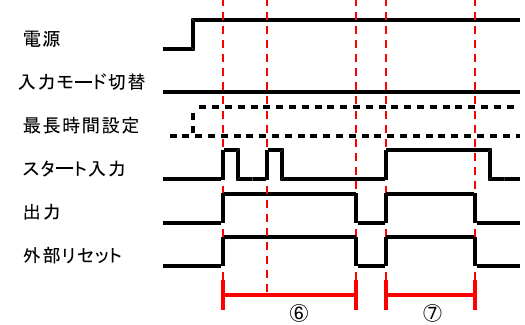 電源
入力モード切替
最長時間設定
スタート入力
出力
外部リセット
⑥
⑦